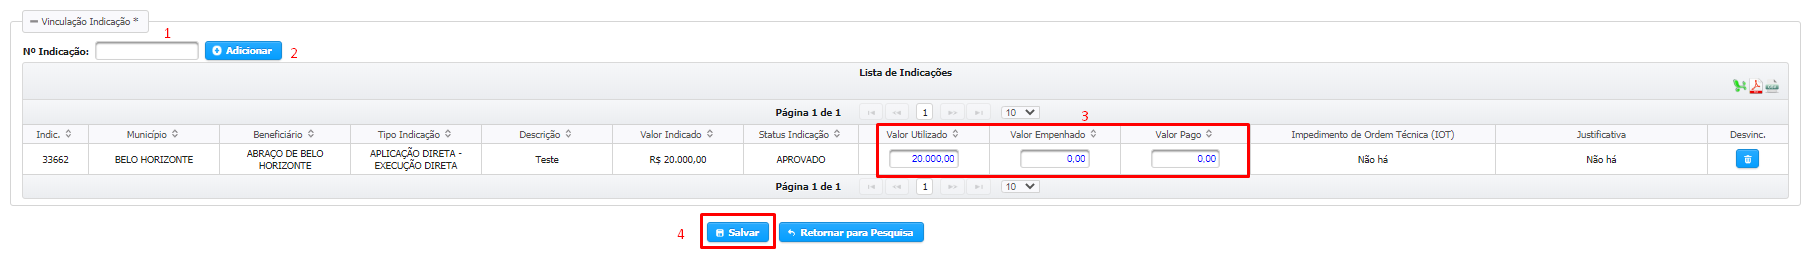 Vinculação Indicação *
1
Nº Indicação: Adicionar 2
Lista de Indicações
Página 1 de 1 1 10 3
Indic. Município Beneficiário Tipo Indicação Descrição Valor Indicado Status Indicação Valor Utilizado Valor Empenhado Valor Pago Impedimento de Ordem Técnica (IOT) Justificativa Desvinc.
33662 BELO HORIZONTE ABRAÇO DE BELO HORIZONTE APLICAÇÃO DIRETA - EXECUÇÃO DIRETA Teste R$ 20.000,00 APROVADO 20.000,00 0,00 0,00 Não há Não há
Página 1 de 1 1 10
4 Salvar Retornar para Pesquisa